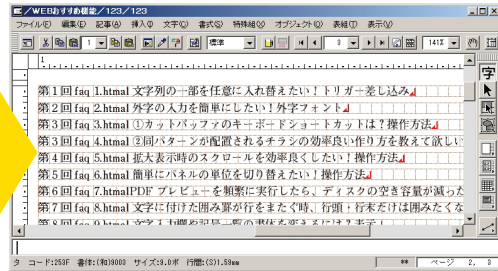 /WEBおすすめ機能/123/123
ファイル(F) 編集(E) 記事(A) 挿入(I) 文字(C) 書式(S) 特殊組(X) オブジェクト(O) 表組(T) 表示(V)
1 標準 3 141%
1
字
第1回 faq 1.htmal 文字列の一部を任意に入れ替えたい！トリガー差し込み
第2回 faq 2.htmal 外字の入力を簡単にしたい！外字フォント
第3回 faq 3.htmal ①カットバッファのキーボードショートカットは？操作方法
第3回 faq 4.htmal ②同パターンが配置されるチラシの効率良い作り方を教えて欲しい
第4回 faq 5.htmal 拡大表示時のスクロールを効率良くしたい！操作方法
第5回 faq 6.htmal 簡単にパネルの単位を切り替えたい！操作方法
第6回 faq 7.htmalPDF プレビューを頻繁に実行したら、ディスクの空き容量が減った
第7回 faq 8.htmal 文字に付けた囲み罫が行をまたぐ時、行頭・行末だけは囲みたくな
第8回 faq 9.htmal
タ コード:253F 書体:(和)9003 サイズ:9.0ポ 行間:(S)1.59mm ** ページ 2, 3,